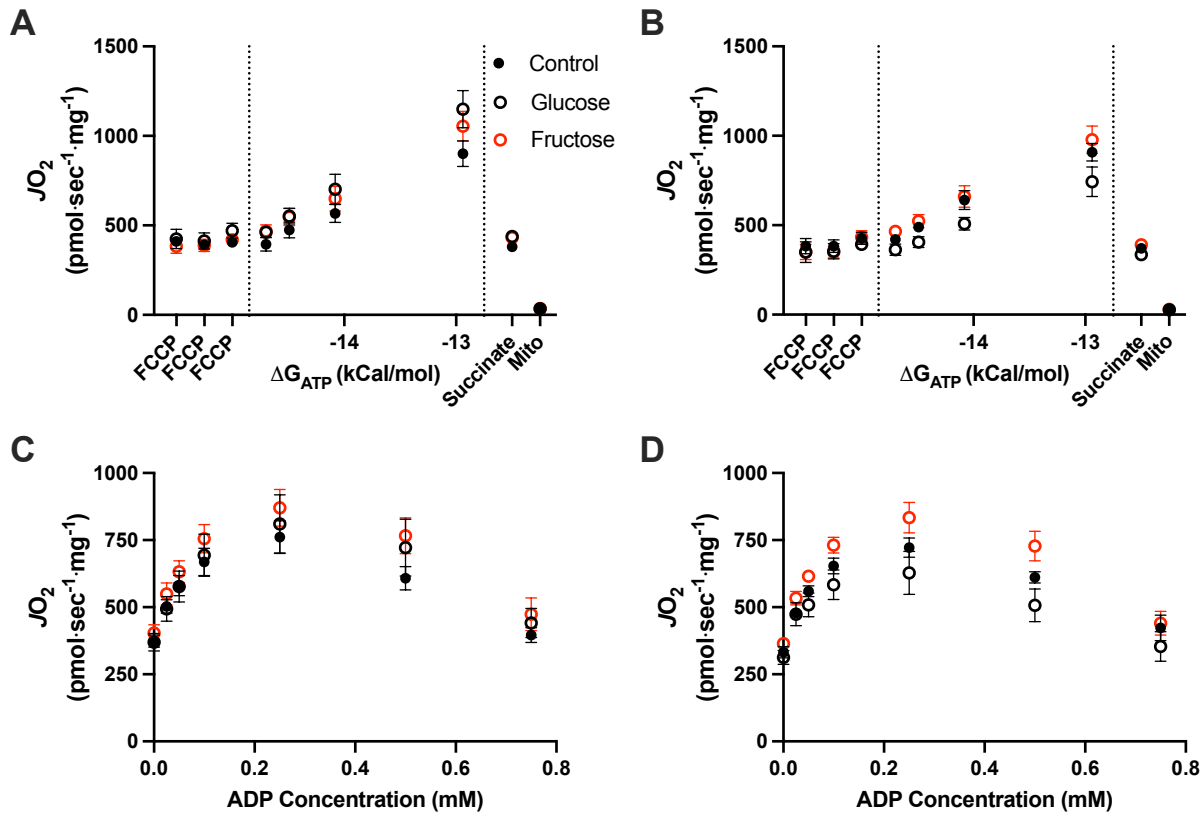 A
JO₂
(pmol·sec⁻¹·mg⁻¹)
1500
1000
500
0
FCCP
FCCP
FCCP
-14
-13
Succinate
Mito
ΔG_ATP (kCal/mol)
Control
Glucose
Fructose
B
JO₂
(pmol·sec⁻¹·mg⁻¹)
1500
1000
500
0
FCCP
FCCP
FCCP
-14
-13
Succinate
Mito
ΔG_ATP (kCal/mol)
C
JO₂
(pmol·sec⁻¹·mg⁻¹)
1000
750
500
250
0
0.0
0.2
0.4
0.6
0.8
ADP Concentration (mM)
D
JO₂
(pmol·sec⁻¹·mg⁻¹)
1000
750
500
250
0
0.0
0.2
0.4
0.6
0.8
ADP Concentration (mM)